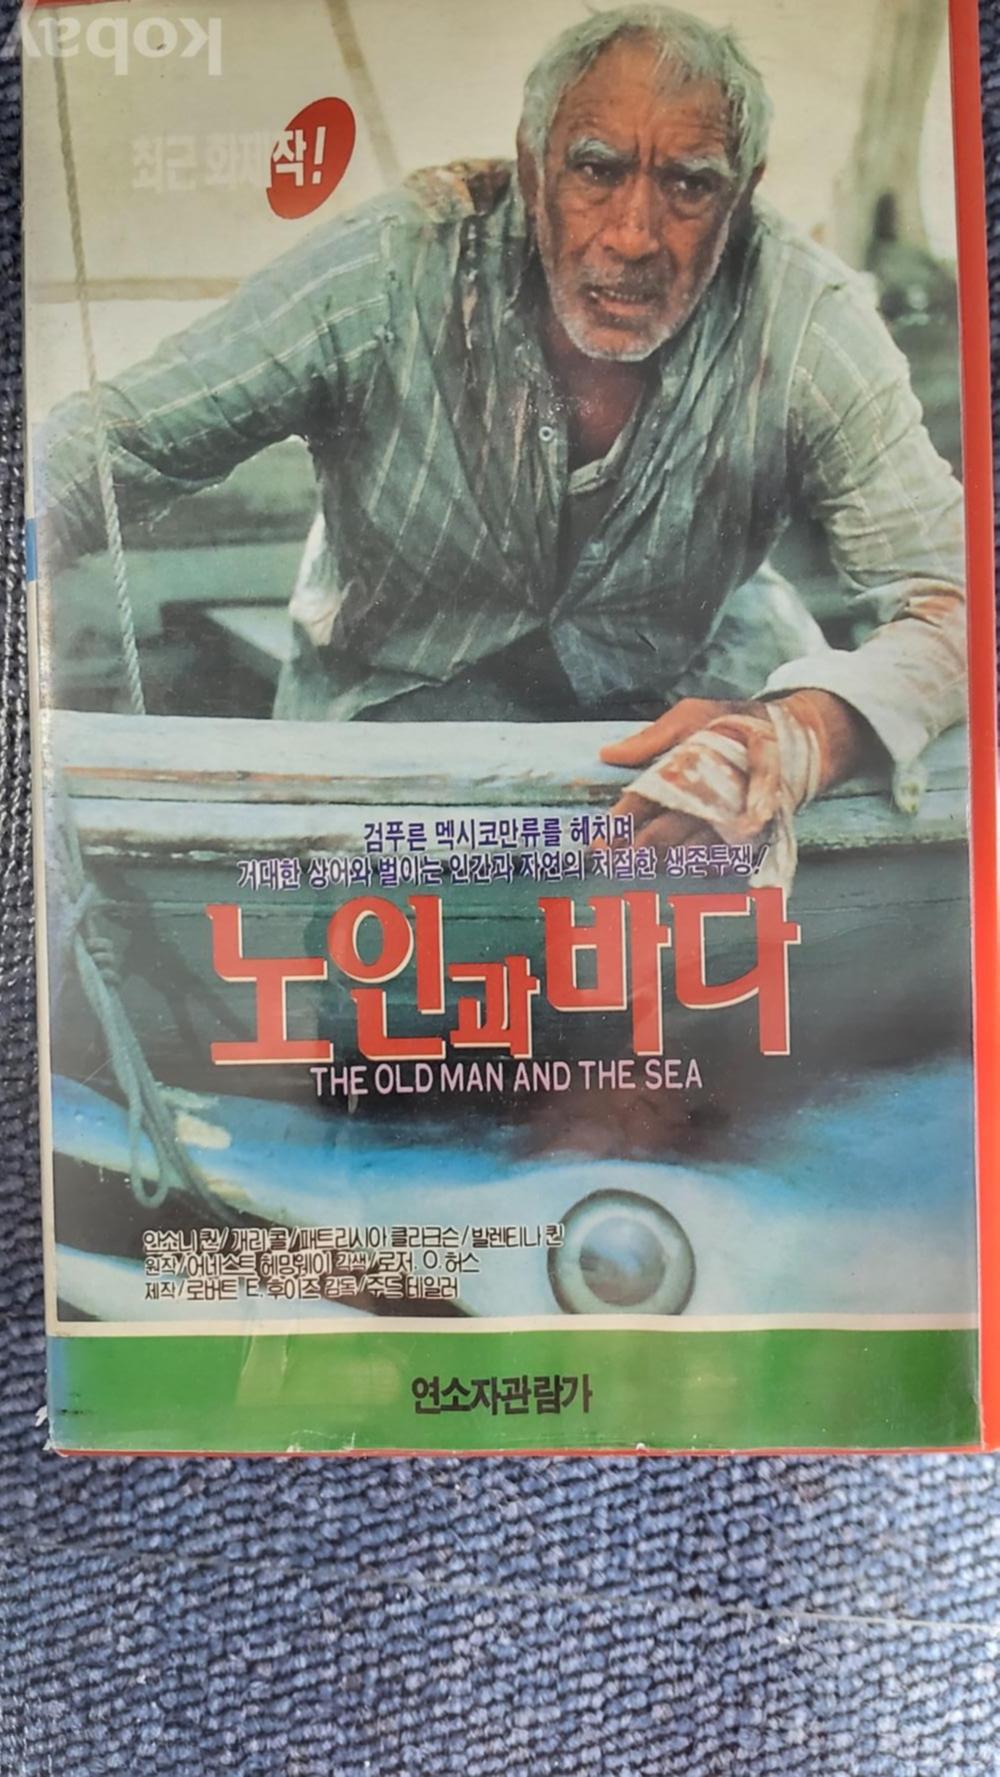 kobay
최근 화제작!
검푸른 멕시코만류를 헤치며
거대한 상어와 벌이는 인간과 자연의 처절한 생존투쟁!
노인과 바다
THE OLD MAN AND THE SEA
안소니 퀸/개리 콜/패트리시아 클라크슨/발렌티나 퀸
원작/어네스트 헤밍웨이 각색/로저. O. 허스
제작/로버트 E. 후이즈 감독/주드 테일러
연소자관람가